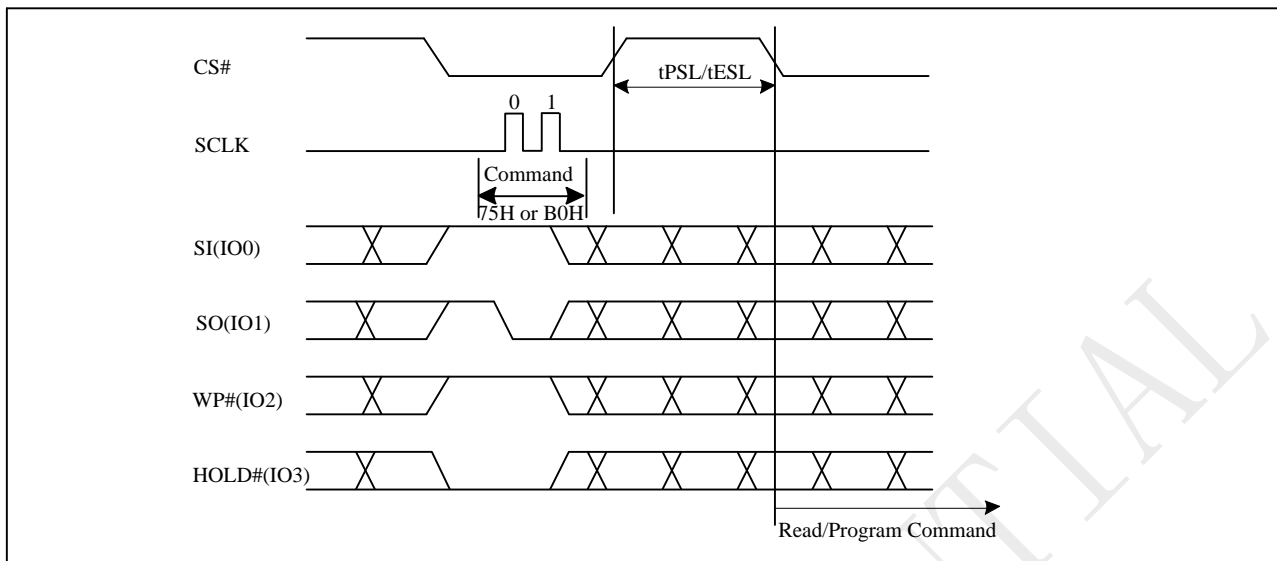 CS#
tPSL/tESL
0 1
SCLK
Command
75H or B0H
SI(IO0)
SO(IO1)
WP#(IO2)
HOLD#(IO3)
Read/Program Command
TIAL